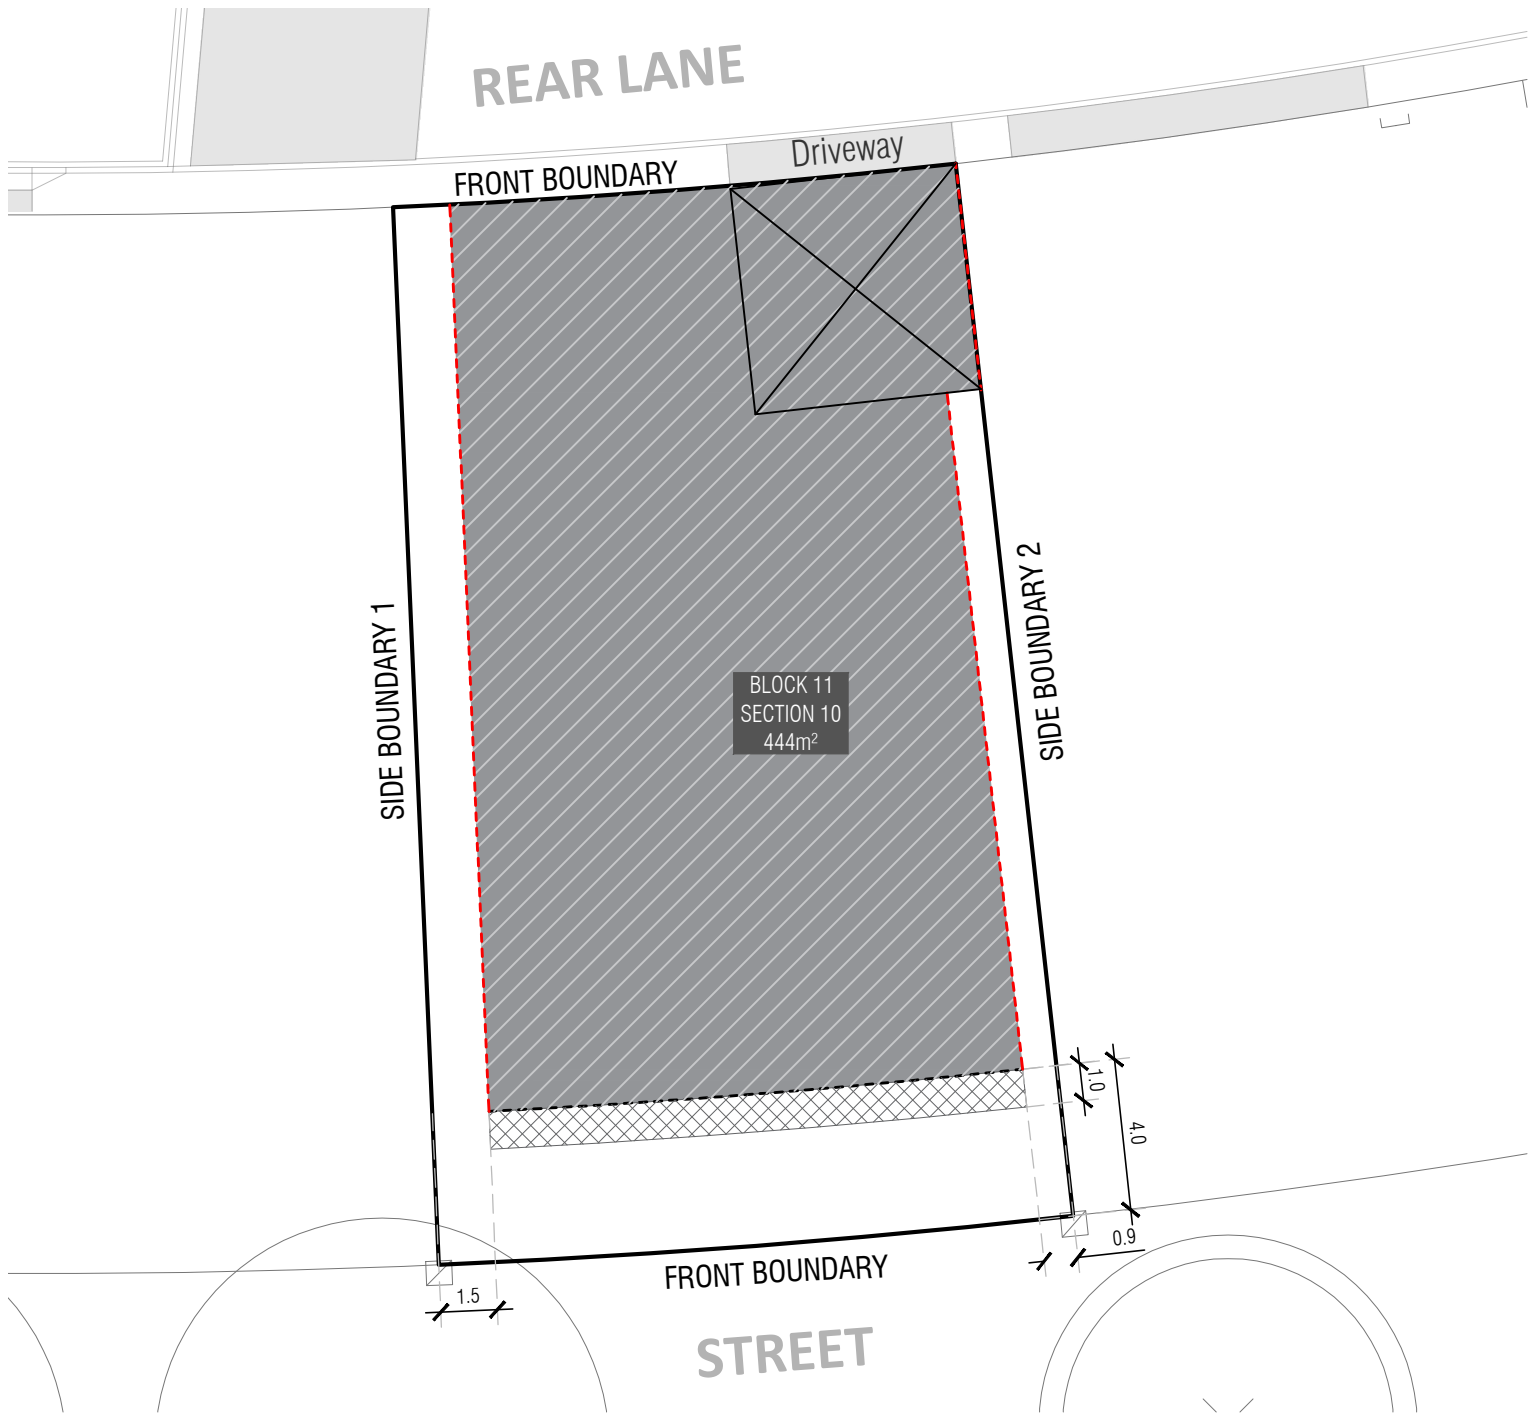 REAR LANE
Driveway
FRONT BOUNDARY
SIDE BOUNDARY 1
SIDE BOUNDARY 2
BLOCK 11
SECTION 10
444m²
1.0
4.0
0.9
FRONT BOUNDARY
1.5
STREET